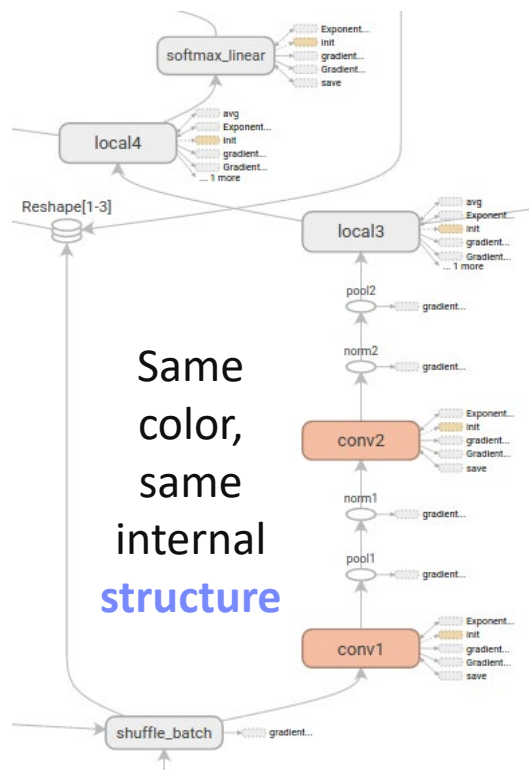 softmax_linear
Exponent...
init
gradient...
Gradient...
save
local4
avg
Exponent...
init
gradient...
Gradient...
... 1 more
Reshape[1-3]
local3
avg
Exponent...
init
gradient...
Gradient...
... 1 more
pool2
gradient...
norm2
gradient...
Same
color,
same
internal
structure
conv2
Exponent...
init
gradient...
Gradient...
save
norm1
gradient...
pool1
gradient...
conv1
Exponent...
init
gradient...
Gradient...
save
shuffle_batch
gradient...